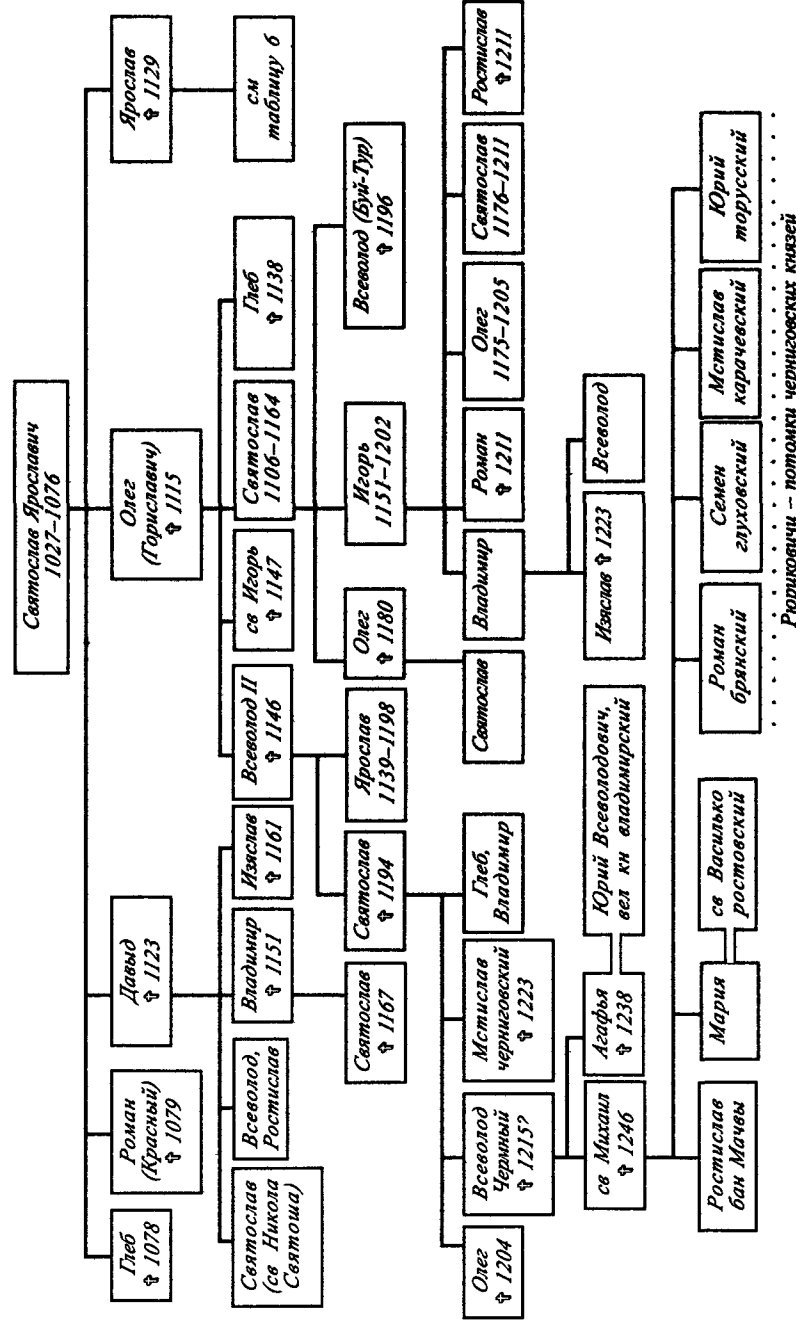 Святослав Ярославич
1027–1076
Глеб
✞ 1078
Роман
(Красный)
✞ 1079
Давыд
✞ 1123
Олег
(Гориславич)
✞ 1115
Ярослав
✞ 1129
Святослав
(св Никола
Святоша)
Всеволод,
Ростислав
Владимир
✞ 1151
Изяслав
✞ 1161
Всеволод II
✞ 1146
св Игорь
✞ 1147
Святослав
1106–1164
Глеб
✞ 1138
см
таблицу 6
Святослав
✞ 1167
Святослав
✞ 1194
Ярослав
1139–1198
Олег
✞ 1180
Игорь
1151–1202
Всеволод (Буй-Тур)
✞ 1196
Олег
✞ 1204
Всеволод
Чермный
✞ 1215?
Мстислав
черниговский
✞ 1223
Глеб,
Владимир
Святослав
Владимир
Роман
✞ 1211
Олег
1175–1205
Святослав
1176–1211
Ростислав
✞ 1211
св Михаил
✞ 1246
Агафья
✞ 1238
Юрий Всеволодович,
вел кн владимирский
Изяслав ✞ 1223
Всеволод
Ростислав
бан Мачвы
Мария
св Василько
ростовский
Роман
брянский
Семен
глуховский
Мстислав
карачевский
Юрий
торусский
Рюриковичи – потомки черниговских князей